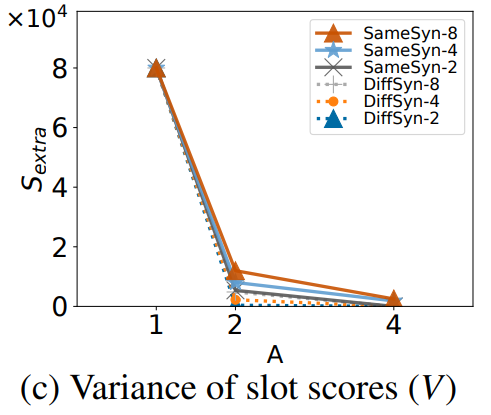 ×10⁴
SameSyn-8
SameSyn-4
SameSyn-2
DiffSyn-8
DiffSyn-4
DiffSyn-2
8
6
4
2
0
S_extra
1 2 4
A
(c) Variance of slot scores (V)